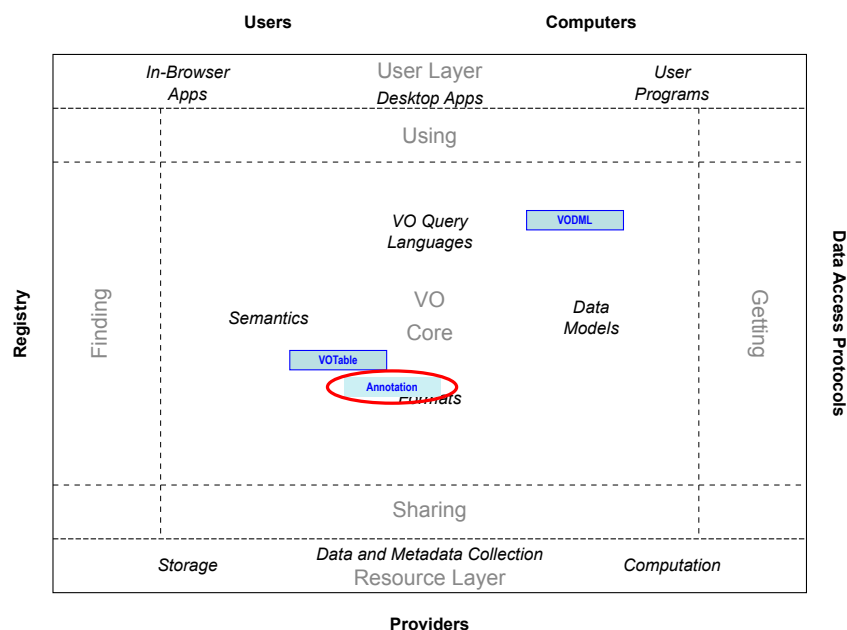 Users
Computers
In-Browser
Apps
User Layer
Desktop Apps
User
Programs
Using
VO Query
Languages
VODML
Registry
Finding
Semantics
VO
Core
Data
Models
Getting
Data Access Protocols
VOTable
Annotation
Formats
Sharing
Storage
Data and Metadata Collection
Resource Layer
Computation
Providers